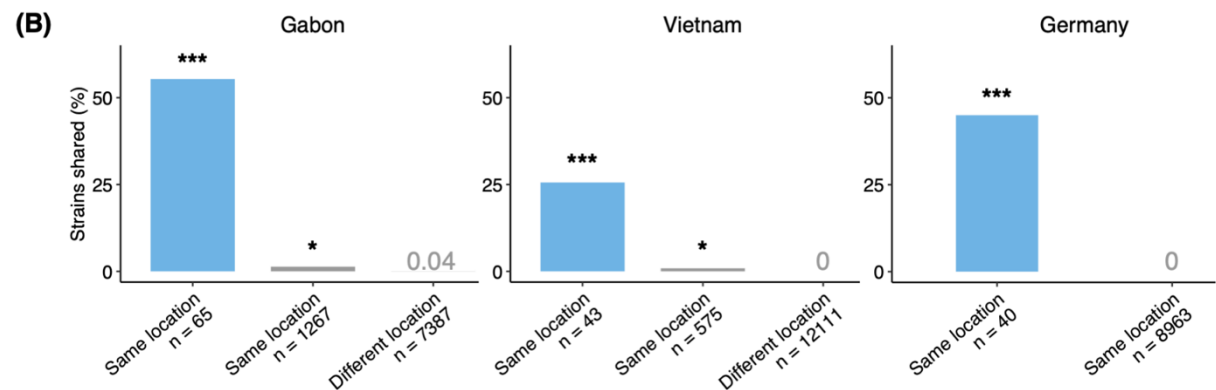 (B)
Gabon
Vietnam
Germany
Strains shared (%)
50
25
0
***
*
0.04
Same location
n = 65
Same location
n = 1267
Different location
n = 7387
50
25
0
***
*
0
Same location
n = 43
Same location
n = 575
Different location
n = 12111
50
25
0
***
0
Same location
n = 40
Same location
n = 8963